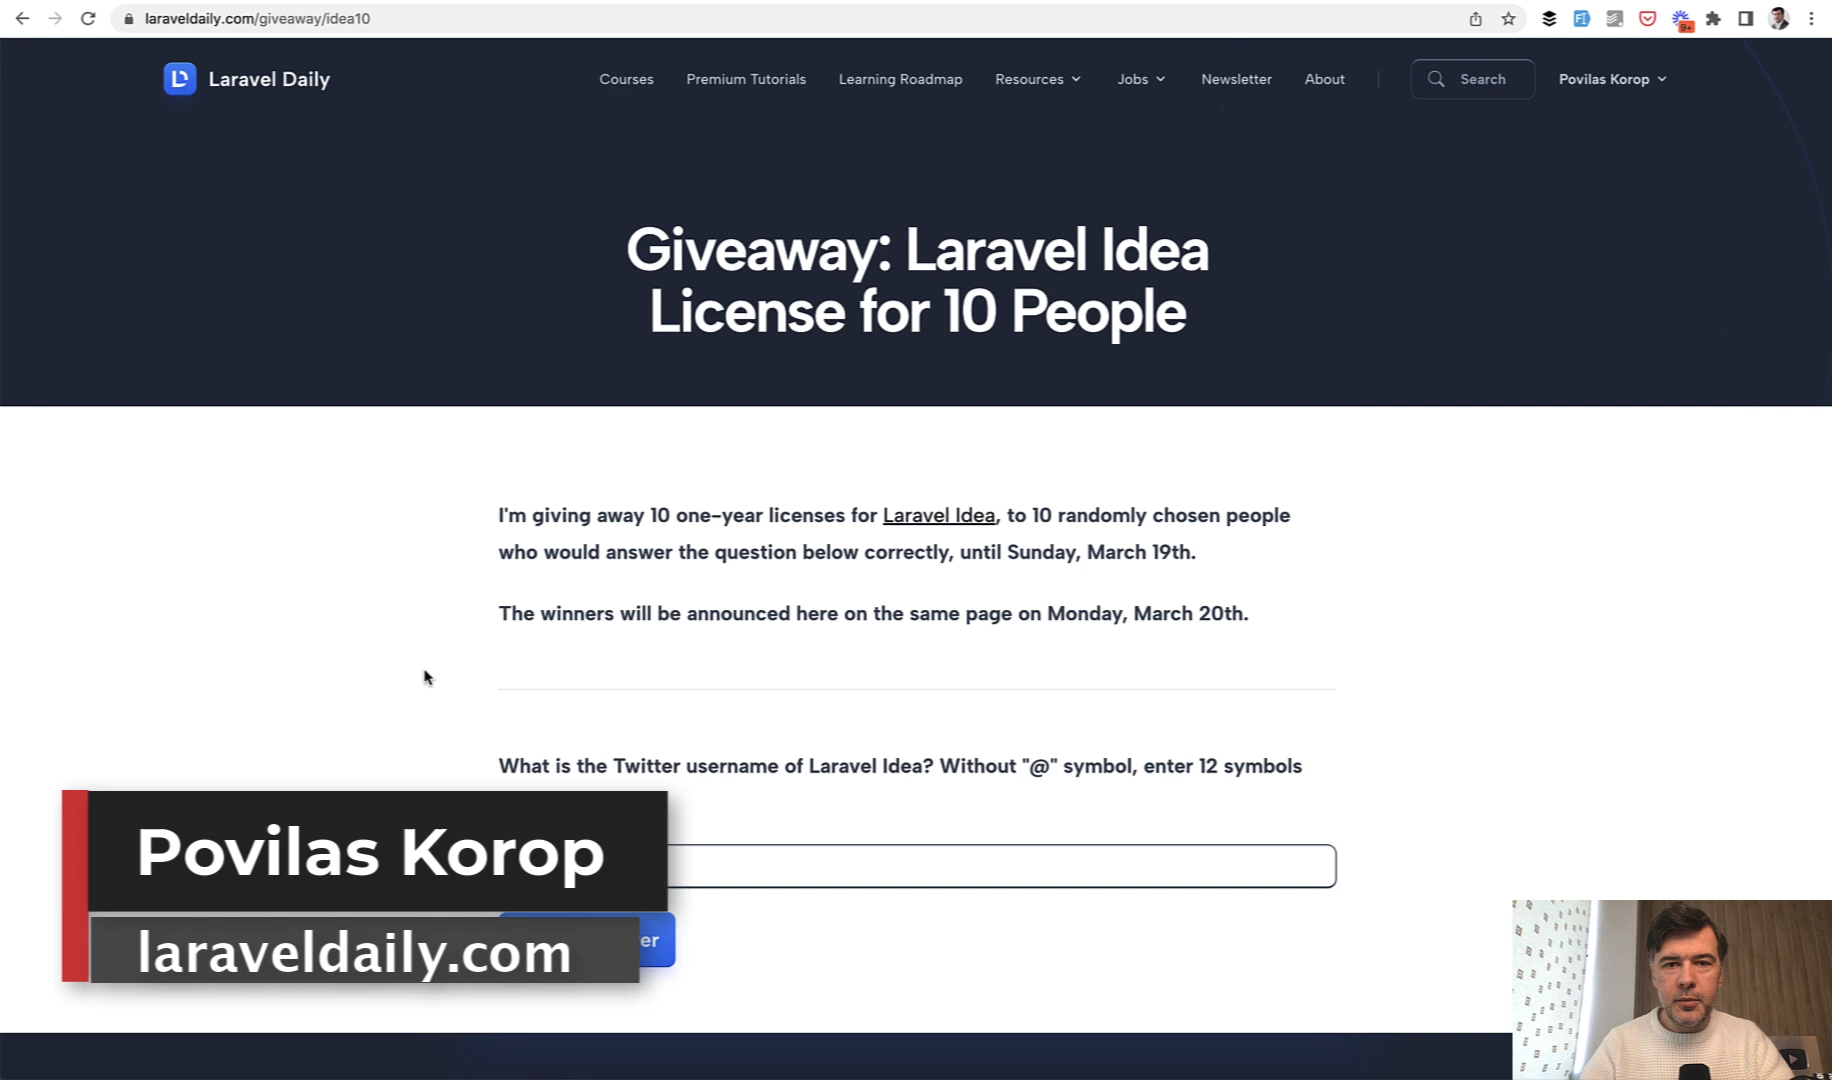 laraveldaily.com/giveaway/idea10
9+
Laravel Daily
Courses
Premium Tutorials
Learning Roadmap
Resources
Jobs
Newsletter
About
Search
Povilas Korop
Giveaway: Laravel Idea
License for 10 People
I'm giving away 10 one-year licenses for Laravel Idea, to 10 randomly chosen people
who would answer the question below correctly, until Sunday, March 19th.
The winners will be announced here on the same page on Monday, March 20th.
What is the Twitter username of Laravel Idea? Without "@" symbol, enter 12 symbols
Povilas Korop
er
laraveldaily.com